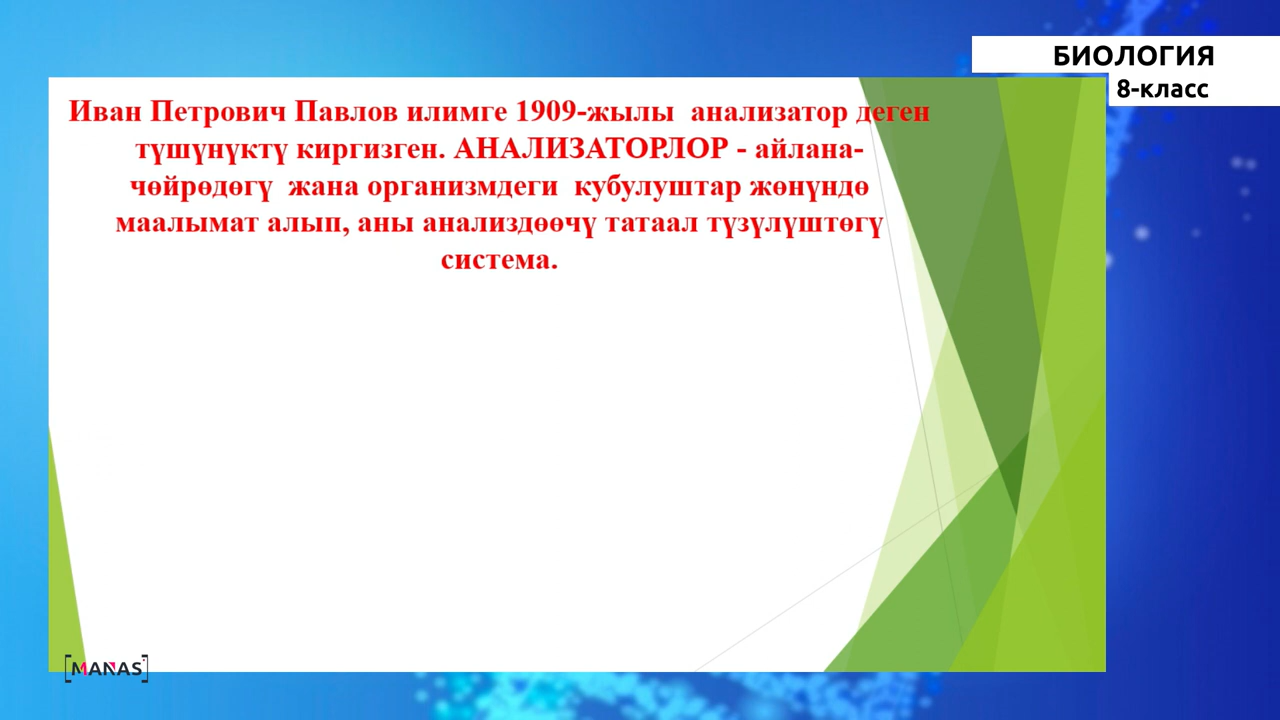 БИОЛОГИЯ
8-класс
Иван Петрович Павлов илимге 1909-жылы анализатор деген
түшүнүктү киргизген. АНАЛИЗАТОРЛОР - айлана-
чөйрөдөгү жана организмдеги кубулуштар жөнүндө
маалымат алып, аны анализдөөчү татаал түзүлүштөгү
система.
[MANAS]